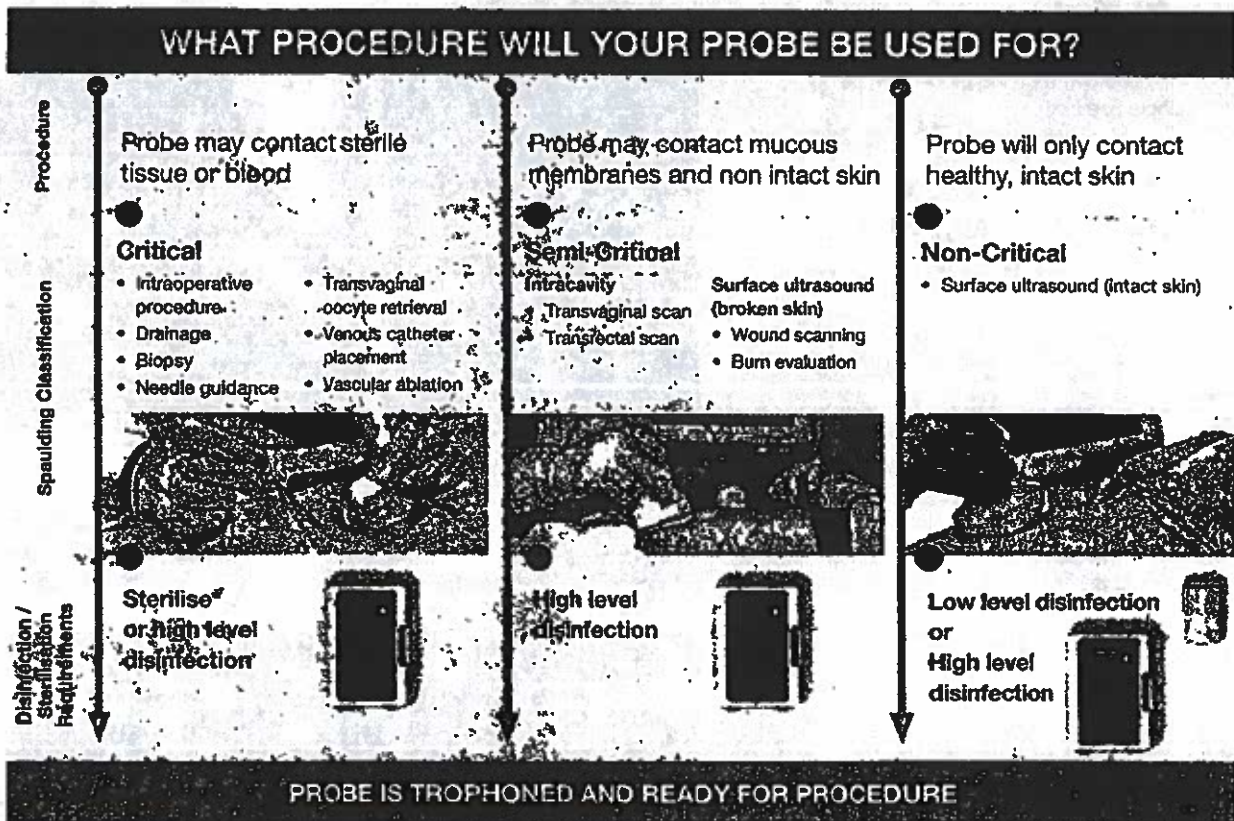 WHAT PROCEDURE WILL YOUR PROBE BE USED FOR?
Procedure
Probe may contact sterile
tissue or blood
Probe may contact mucous
membranes and non intact skin
Probe will only contact
healthy, intact skin
Spaulding Classification
Critical
• Intraoperative
procedure
• Drainage
• Biopsy
• Needle guidance
• Transvaginal
oocyte retrieval
• Venous catheter
placement
• Vascular ablation
Semi-Critical
Intracavity
• Transvaginal scan
• Transrectal scan
Surface ultrasound
(broken skin)
• Wound scanning
• Burn evaluation
Non-Critical
• Surface ultrasound (intact skin)
Disinfection /
Sterilisation
Requirements
Sterilise*
or high level
disinfection
High level
disinfection
Low level disinfection
or
High level
disinfection
PROBE IS TROPHONED AND READY FOR PROCEDURE